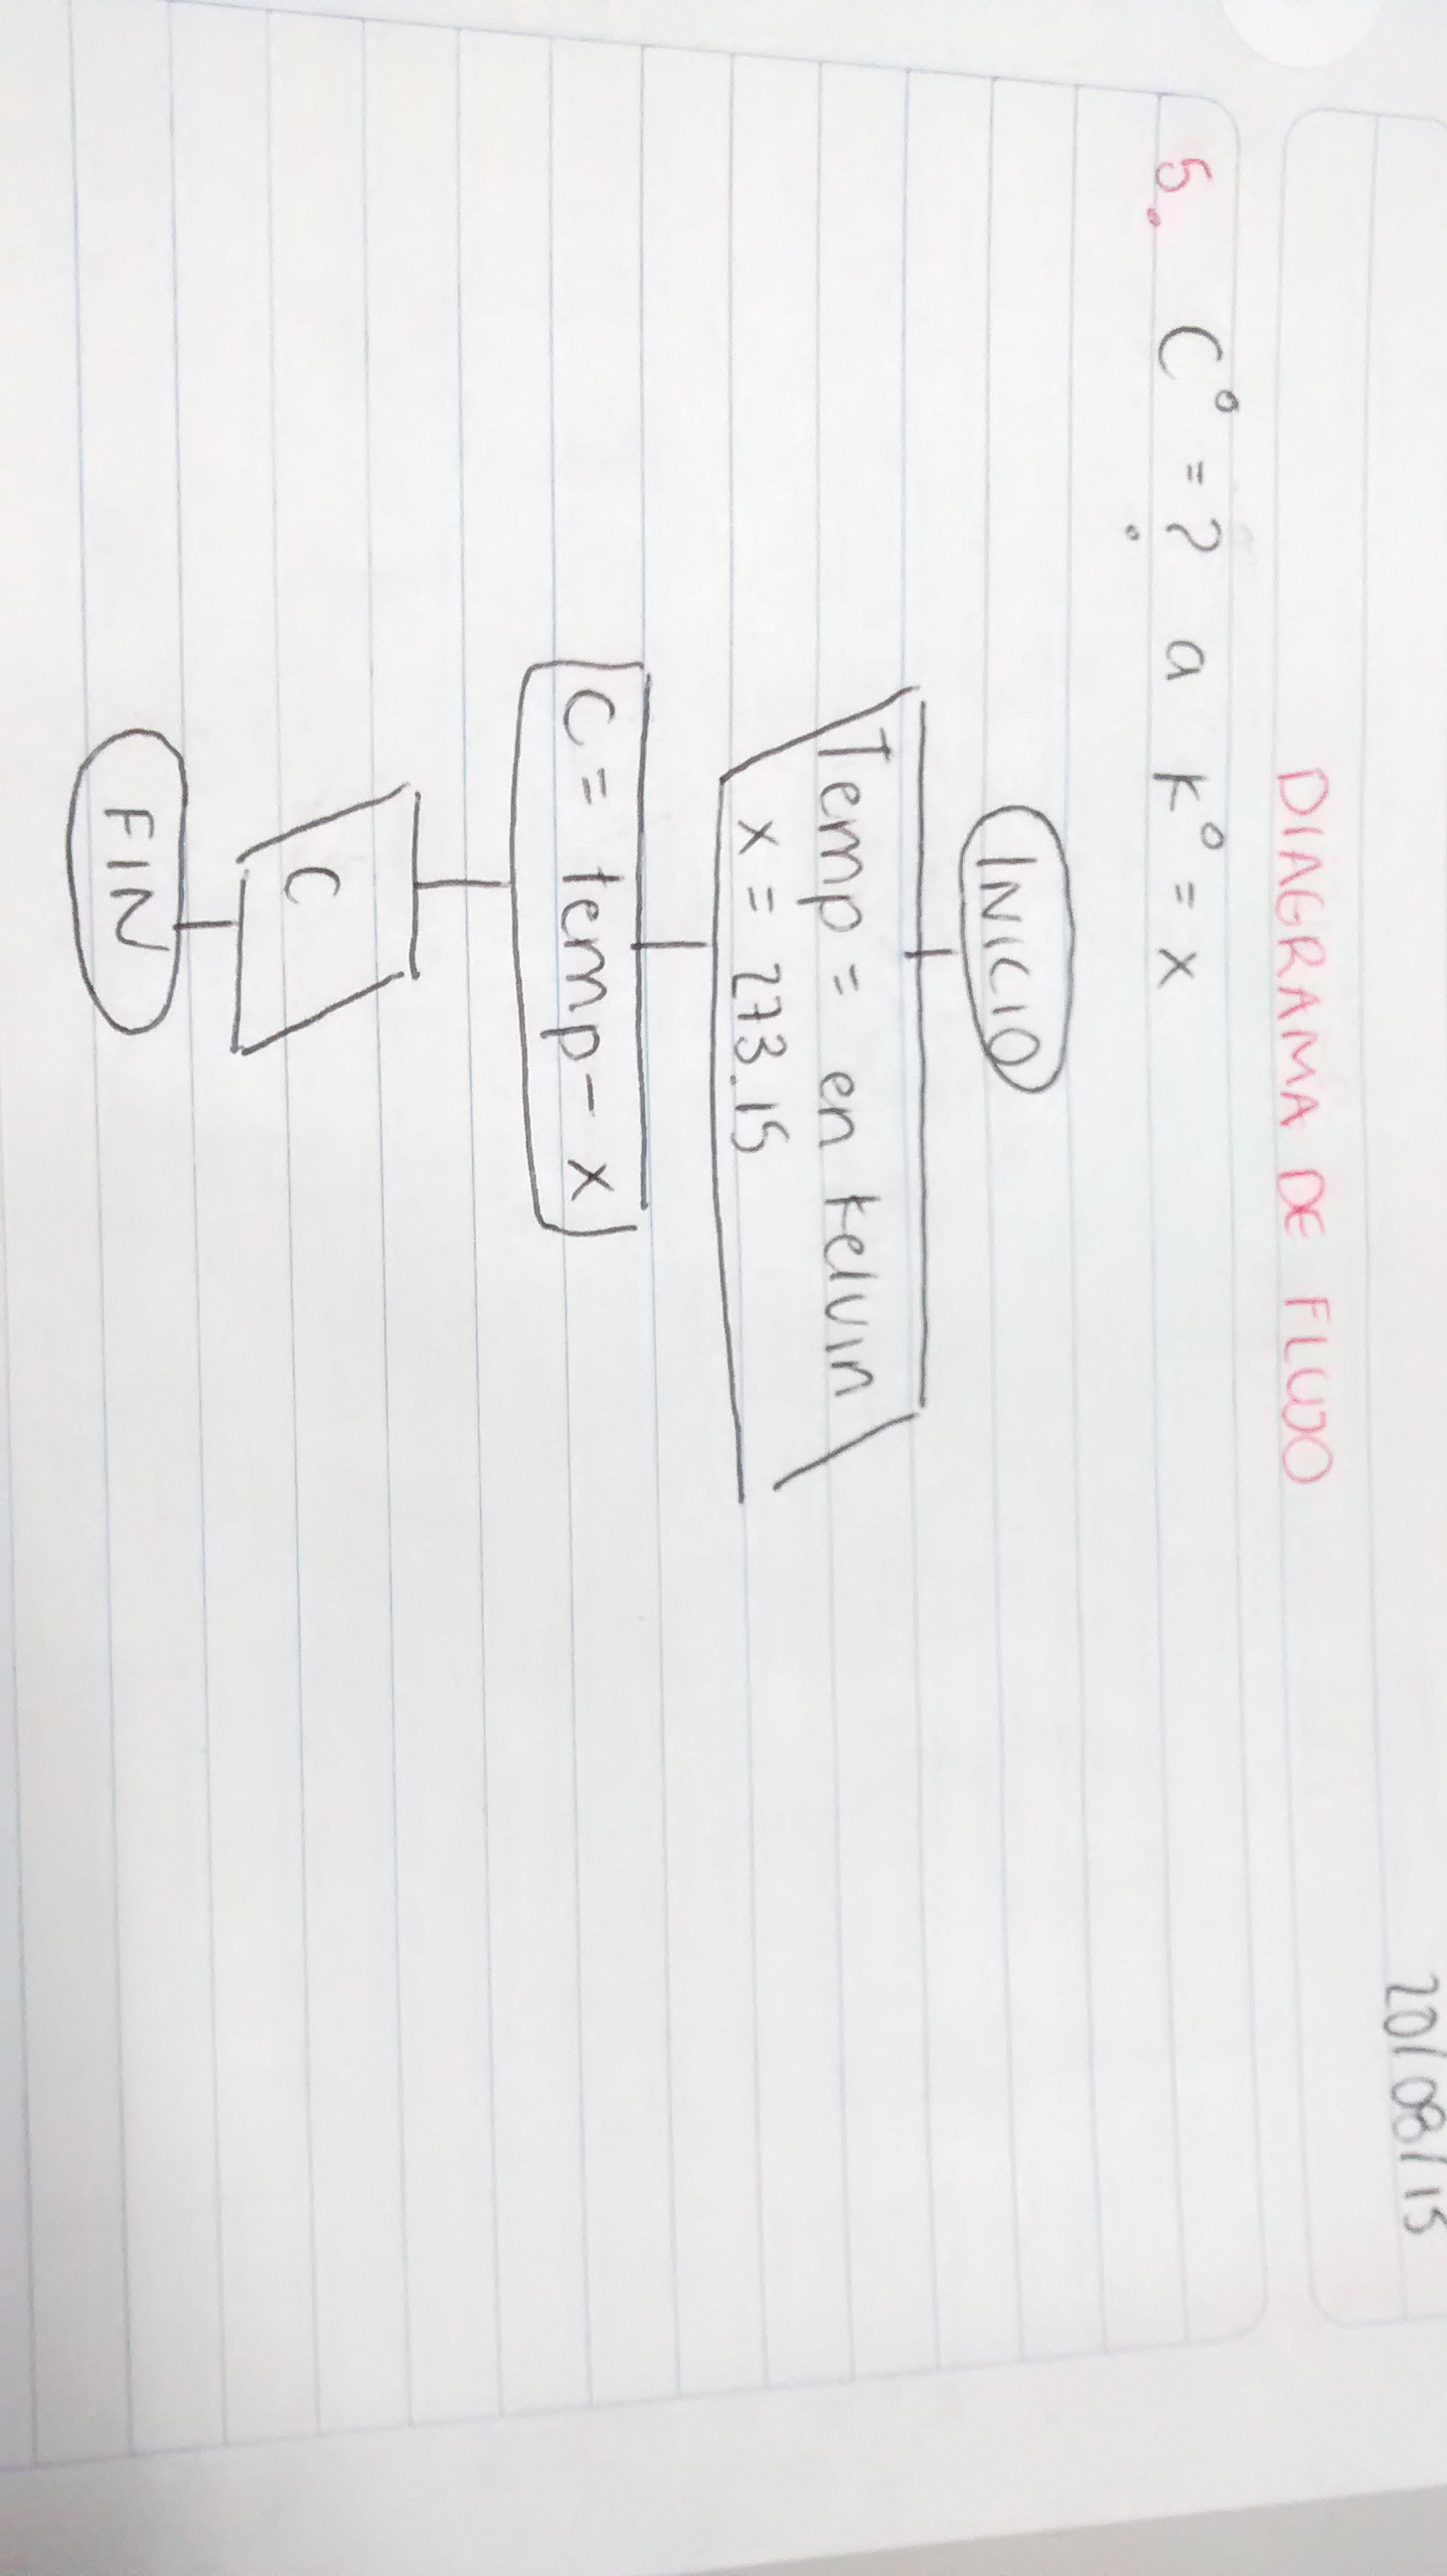 20/08/15
DIAGRAMA DE FLUJO
5. C° = ? a K° = x
INICIO
Temp = en Kelvin
x = 273.15
C = temp - x
C
FIN